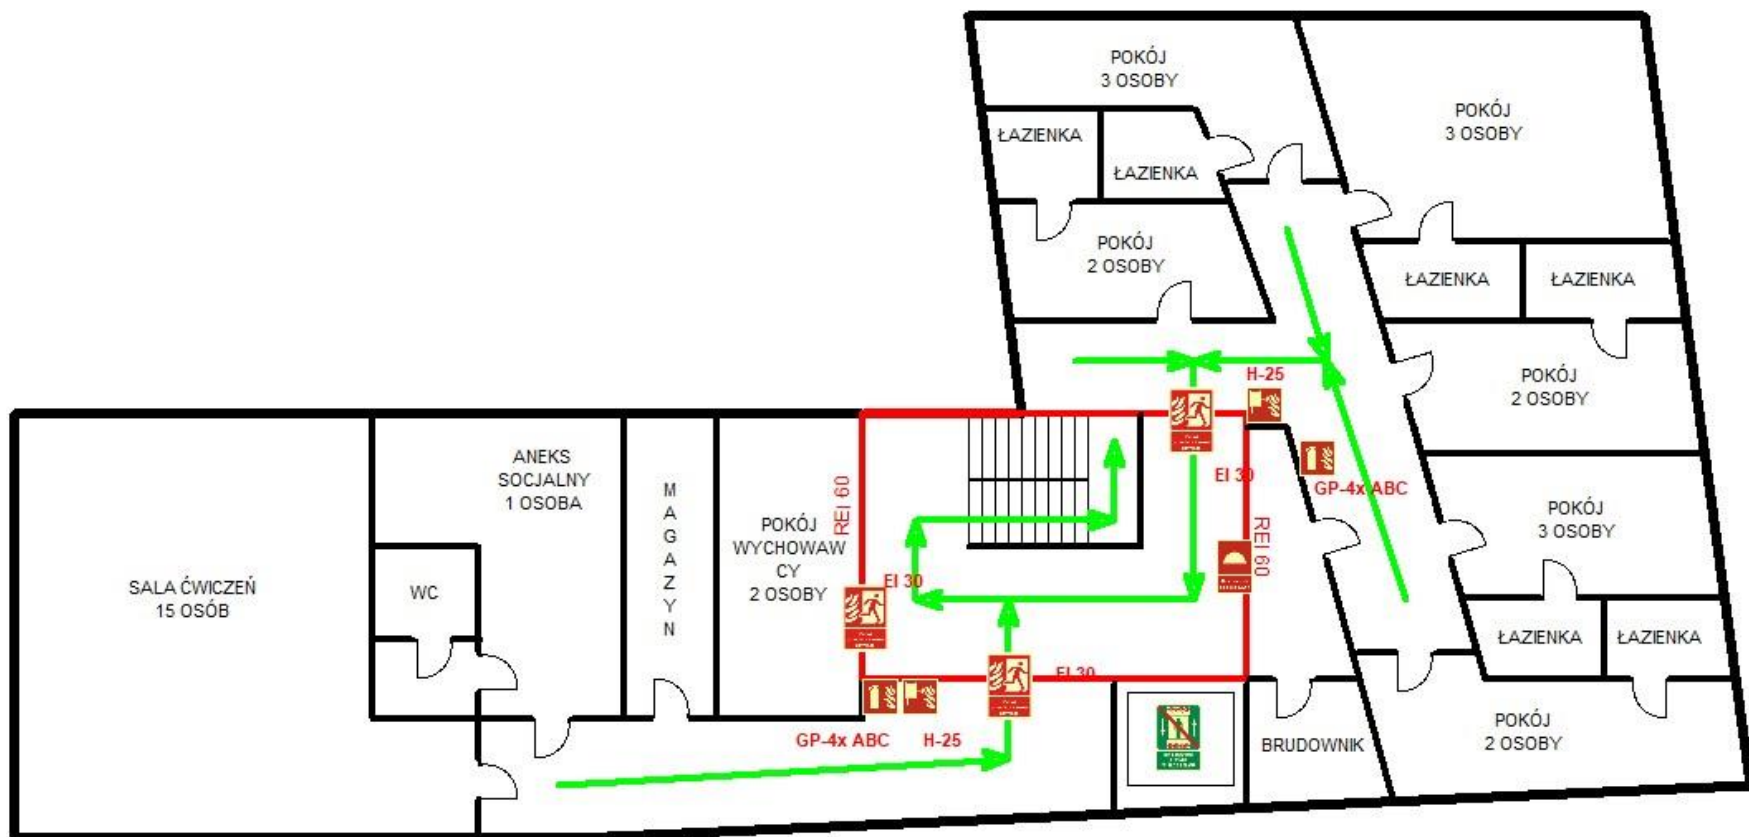 POKÓJ
3 OSOBY
POKÓJ
3 OSOBY
ŁAZIENKA
ŁAZIENKA
POKÓJ
2 OSOBY
ŁAZIENKA
ŁAZIENKA
H-25
POKÓJ
2 OSOBY
EI 30
GP-4x ABC
ANEKS
SOCJALNY
1 OSOBA
MAGAZYN
REI 60
POKÓJ
WYCHOWAW
CY
2 OSOBY
EI 30
REI 60
POKÓJ
3 OSOBY
SALA ĆWICZEŃ
15 OSÓB
WC
ŁAZIENKA
ŁAZIENKA
EI 30
GP-4x ABC
H-25
BRUDOWNIK
POKÓJ
2 OSOBY